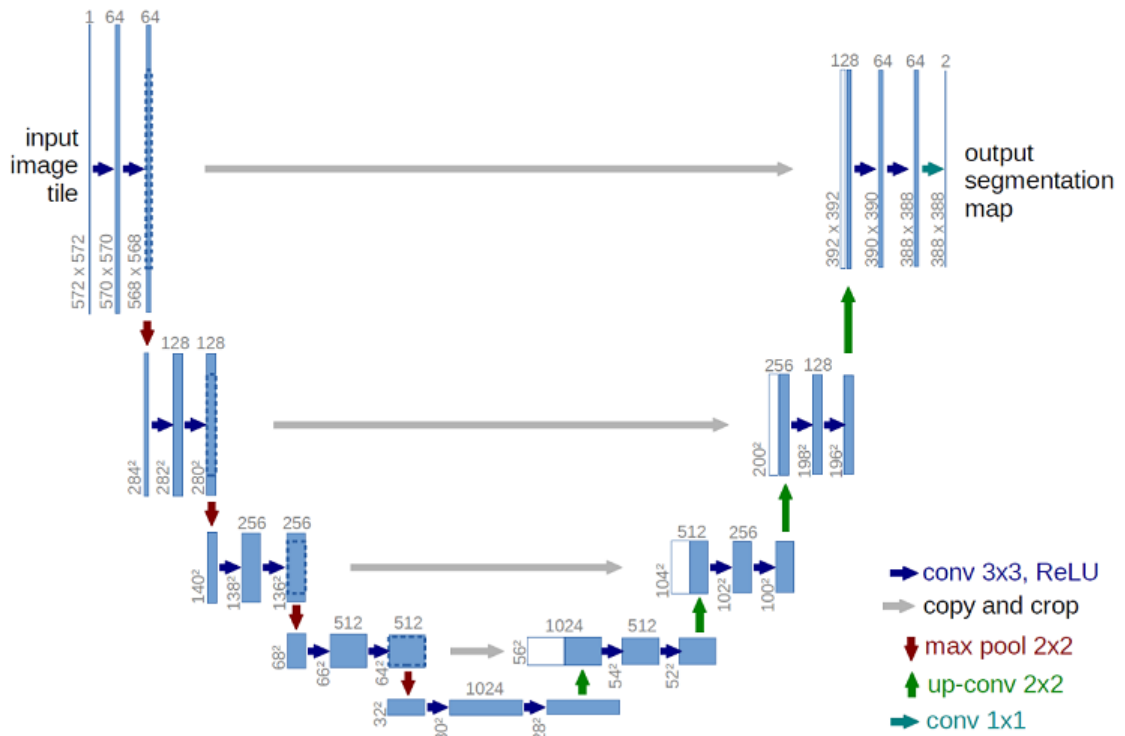 1
64
64
128
64
64
2
input
image
tile
output
segmentation
map
572 x 572
570 x 570
568 x 568
392 x 392
390 x 390
388 x 388
388 x 388
128
128
256
128
284²
282²
280²
200²
198²
196²
256
256
512
256
140²
138²
136²
104²
102²
100²
conv 3x3, ReLU
copy and crop
max pool 2x2
up-conv 2x2
conv 1x1
512
512
1024
512
68²
66²
64²
56²
54²
52²
1024
32²